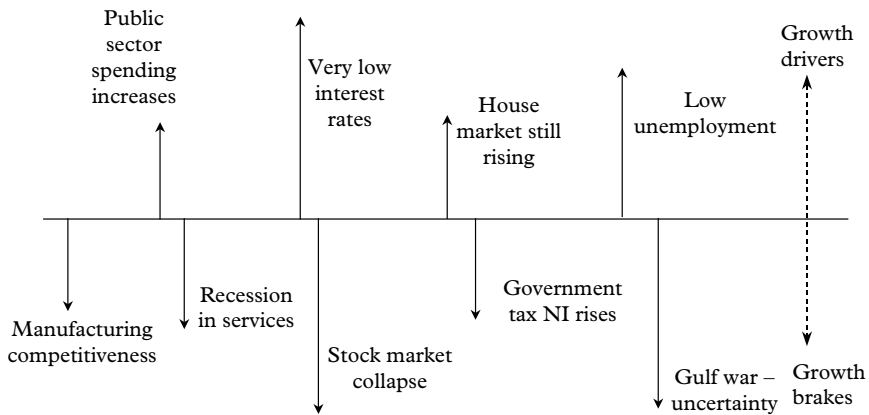 Public
sector
spending
increases
Very low
interest
rates
House
market still
rising
Low
unemployment
Growth
drivers
Manufacturing
competitiveness
Recession
in services
Stock market
collapse
Government
tax NI rises
Gulf war –
uncertainty
Growth
brakes